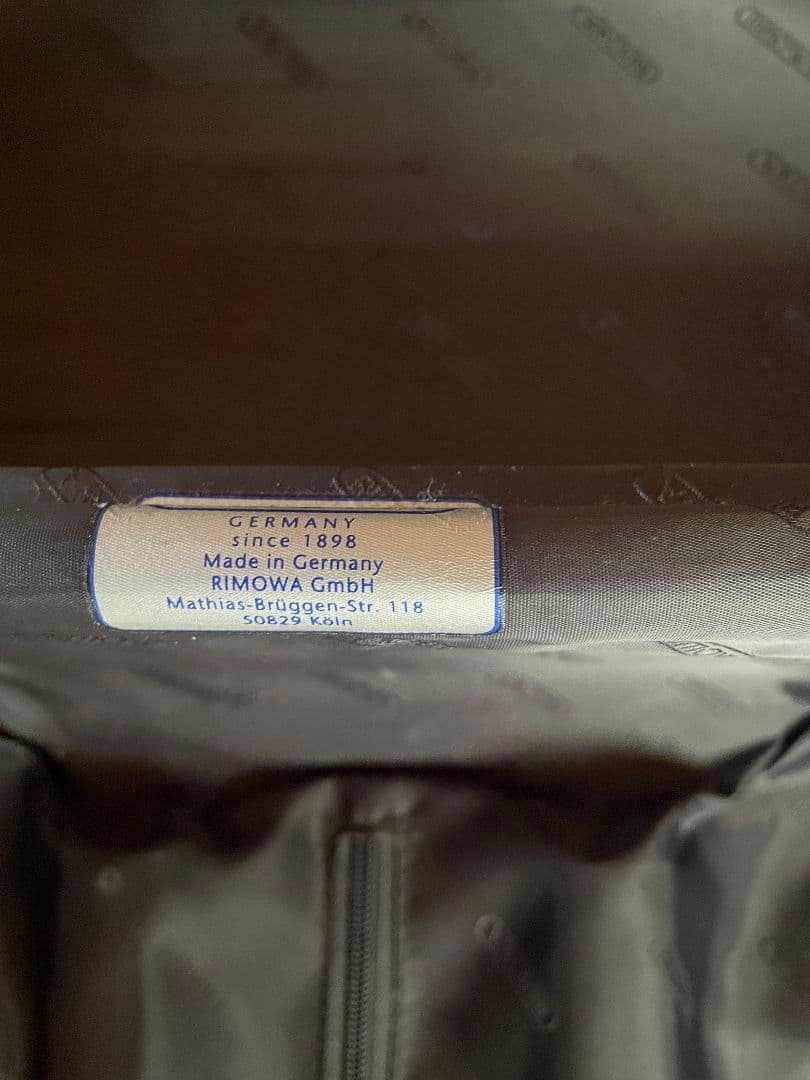 GERMANY
since 1898
Made in Germany
RIMOWA GmbH
Mathias-Brüggen-Str. 118
50829 Köln